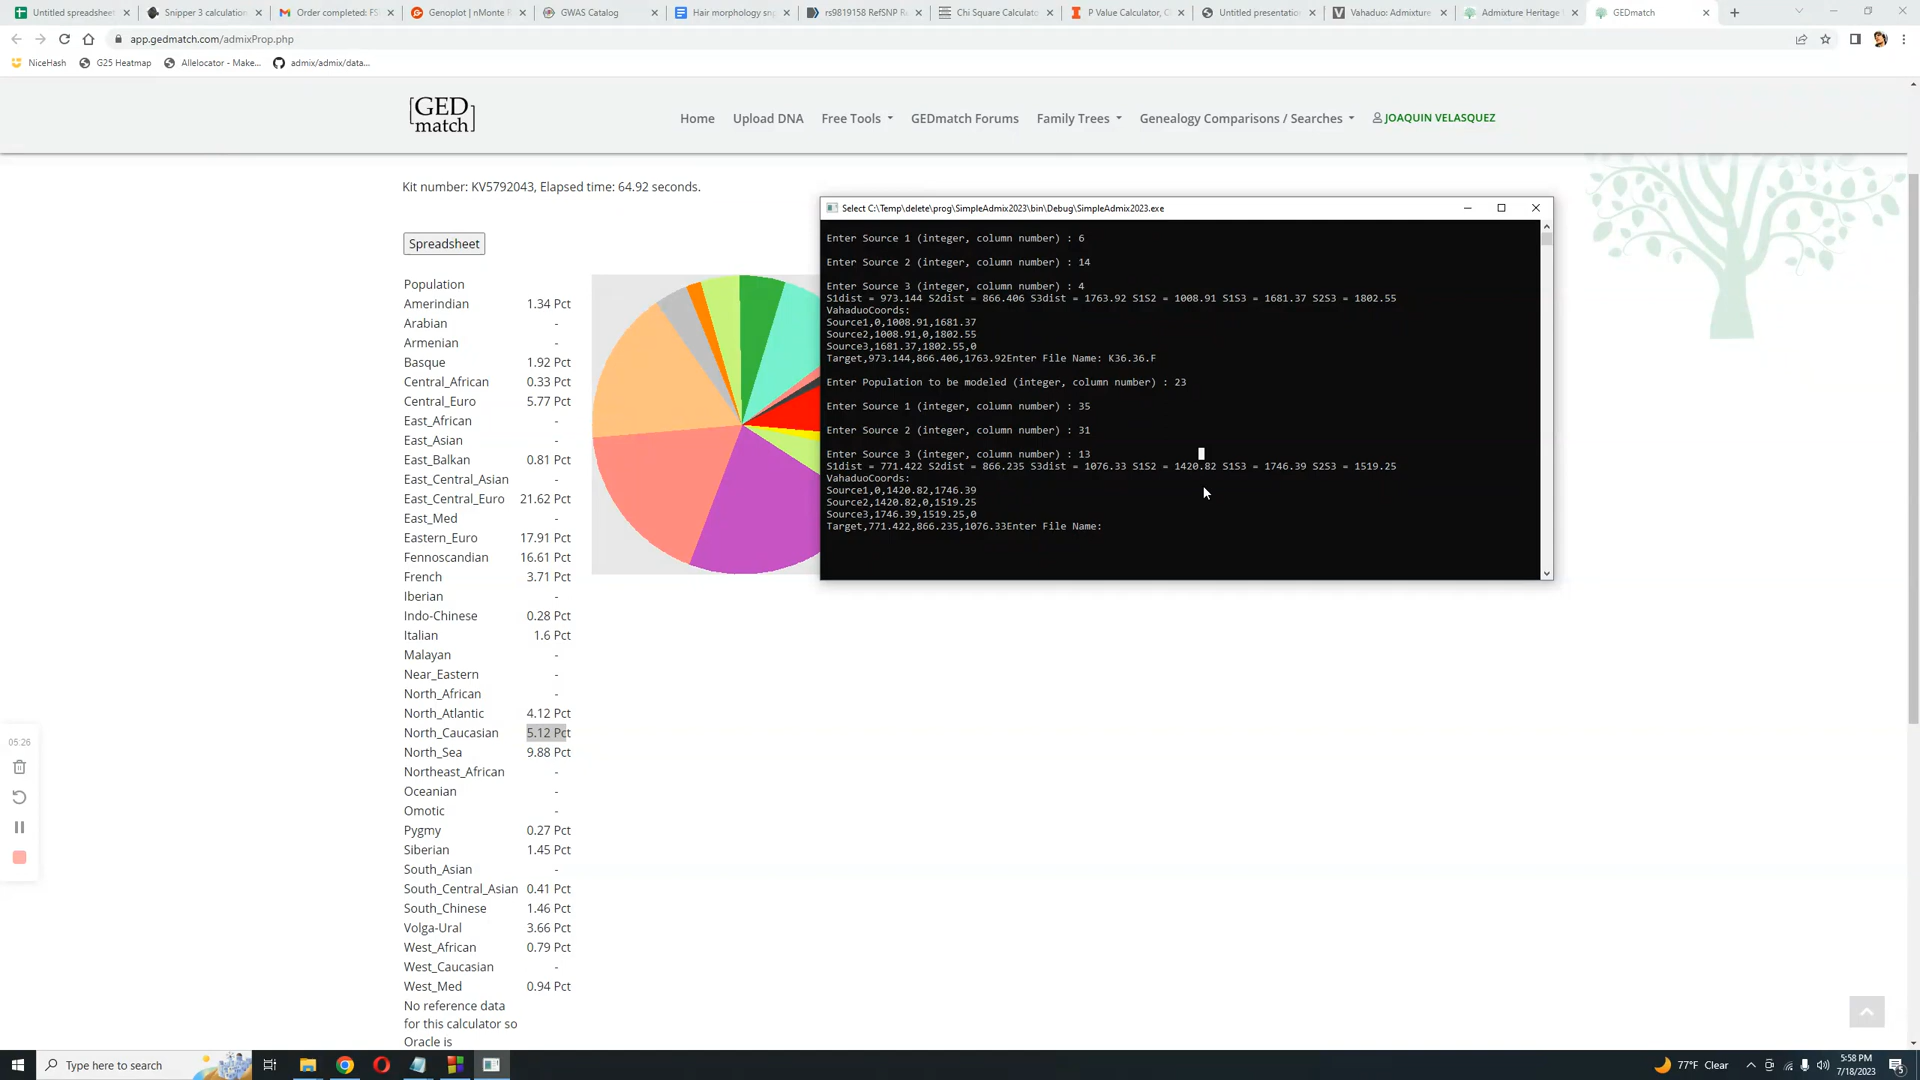 Untitled spreadsheet
Snipper 3 calculation
Order completed: FS
Genoplot | nMonte R
GWAS Catalog
Hair morphology snp
rs9819158 RefSNP R
Chi Square Calculato
P Value Calculator, C
Untitled presentatio
Vahaduo: Admixture
Admixture Heritage
GEDmatch
app.gedmatch.com/admixProp.php
NiceHash
G25 Heatmap
Allelocator - Make...
admix/admix/data...
GED
match
Home
Upload DNA
Free Tools
GEDmatch Forums
Family Trees
Genealogy Comparisons / Searches
JOAQUIN VELASQUEZ
Kit number: KV5792043, Elapsed time: 64.92 seconds.
Spreadsheet
Population
Amerindian 1.34 Pct
Arabian -
Armenian -
Basque 1.92 Pct
Central_African 0.33 Pct
Central_Euro 5.77 Pct
East_African -
East_Asian -
East_Balkan 0.81 Pct
East_Central_Asian -
East_Central_Euro 21.62 Pct
East_Med -
Eastern_Euro 17.91 Pct
Fennoscandian 16.61 Pct
French 3.71 Pct
Iberian -
Indo-Chinese 0.28 Pct
Italian 1.6 Pct
Malayan -
Near_Eastern -
North_African -
North_Atlantic 4.12 Pct
North_Caucasian 5.12 Pct
North_Sea 9.88 Pct
Northeast_African -
Oceanian -
Omotic -
Pygmy 0.27 Pct
Siberian 1.45 Pct
South_Asian -
South_Central_Asian 0.41 Pct
South_Chinese 1.46 Pct
Volga-Ural 3.66 Pct
West_African 0.79 Pct
West_Caucasian -
West_Med 0.94 Pct
No reference data
for this calculator so
Oracle is
Select C:\Temp\delete\prog\SimpleAdmix2023\bin\Debug\SimpleAdmix2023.exe
Enter Source 1 (integer, column number) : 6
Enter Source 2 (integer, column number) : 14
Enter Source 3 (integer, column number) : 4
S1dist = 973.144 S2dist = 866.406 S3dist = 1763.92 S1S2 = 1008.91 S1S3 = 1681.37 S2S3 = 1802.55
VahaduoCoords:
Source1,0,1008.91,1681.37
Source2,1008.91,0,1802.55
Source3,1681.37,1802.55,0
Target,973.144,866.406,1763.92Enter File Name: K36.36.F
Enter Population to be modeled (integer, column number) : 23
Enter Source 1 (integer, column number) : 35
Enter Source 2 (integer, column number) : 31
Enter Source 3 (integer, column number) : 13
S1dist = 771.422 S2dist = 866.235 S3dist = 1076.33 S1S2 = 1420.82 S1S3 = 1746.39 S2S3 = 1519.25
VahaduoCoords:
Source1,0,1420.82,1746.39
Source2,1420.82,0,1519.25
Source3,1746.39,1519.25,0
Target,771.422,866.235,1076.33Enter File Name:
05:26
Type here to search
77°F Clear
5:58 PM
7/18/2023
5